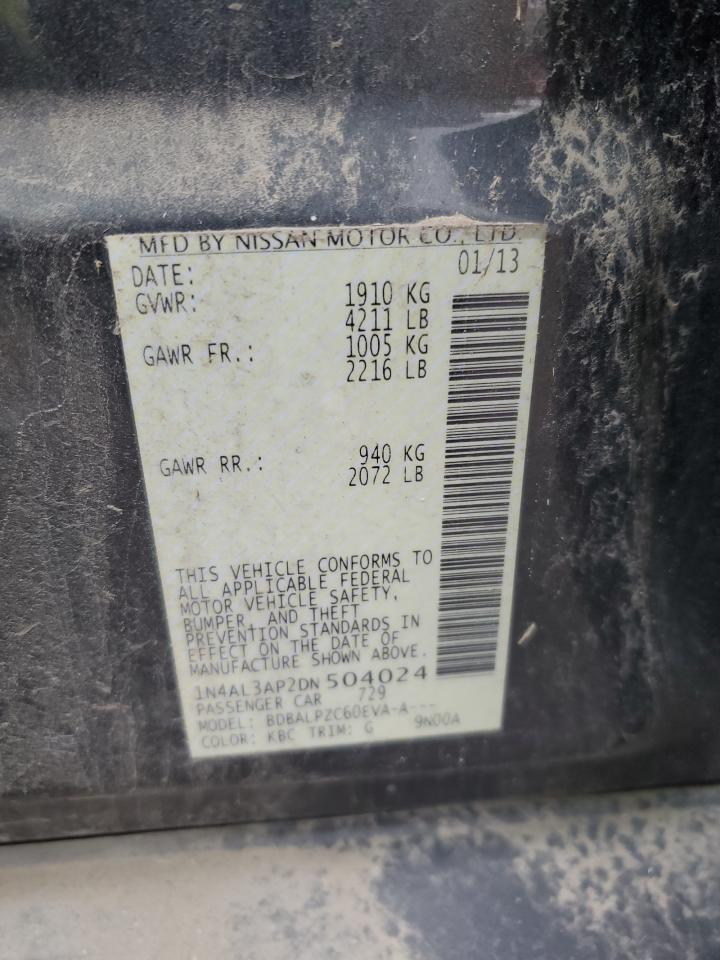 MFD BY NISSAN MOTOR CO., LTD.
DATE: 01/13
GVWR: 1910 KG
4211 LB
GAWR FR.: 1005 KG
2216 LB
GAWR RR.: 940 KG
2072 LB
THIS VEHICLE CONFORMS TO
ALL APPLICABLE FEDERAL
MOTOR VEHICLE SAFETY,
BUMPER, AND THEFT
PREVENTION STANDARDS IN
EFFECT ON THE DATE OF
MANUFACTURE SHOWN ABOVE.
1N4AL3AP2DN504024
PASSENGER CAR 729
MODEL: BDBALPZC60EVA-A---
COLOR: KBC TRIM: G 9N00A